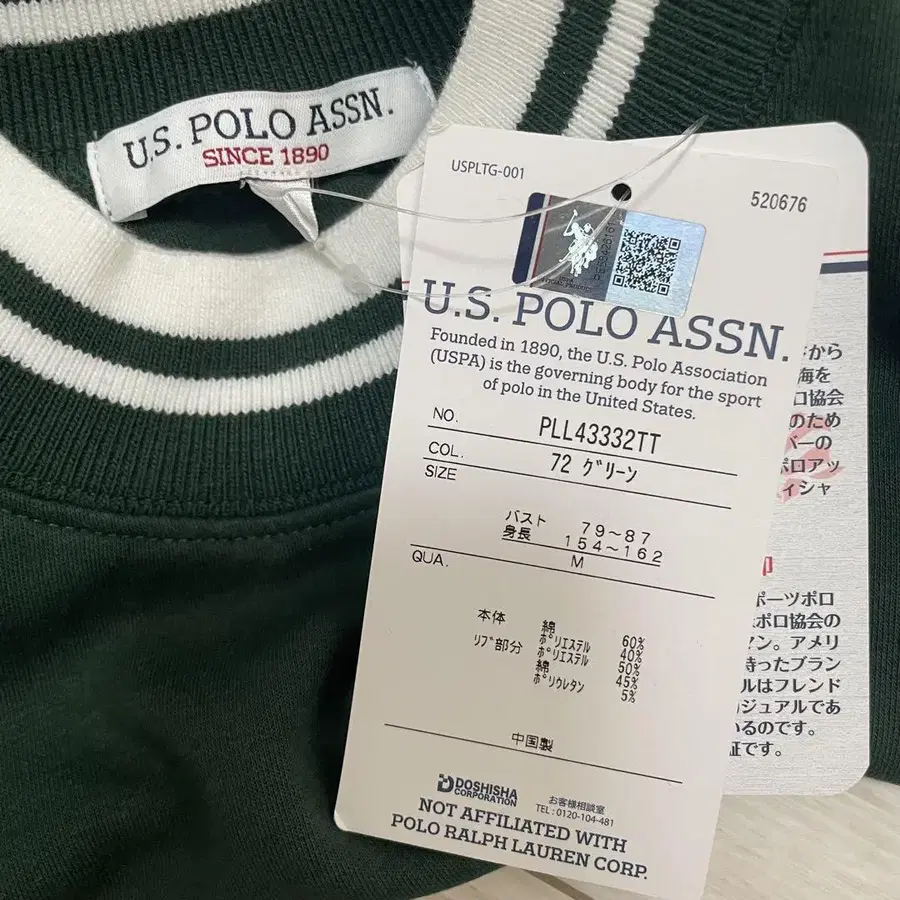 U.S. POLO ASSN.
SINCE 1890
USPLTG-001
520676
U.S. POLO ASSN.
Founded in 1890, the U.S. Polo Association
(USPA) is the governing body for the sport
of polo in the United States.
NO. PLL43332TT
COL. 72 グリーン
SIZE
バスト 79~87
身長 154~162
M
QUA.
本体 綿 60%
ポリエステル 40%
リブ部分 ポリエステル 50%
綿 45%
ポリウレタン 5%
中国製
DOSHISHA
CORPORATION
お客様相談室
TEL : 0120-104-481
NOT AFFILIATED WITH
POLO RALPH LAUREN CORP.
から
海を
ロ協会
のため
バーの
ポロアッ
ィシャ
印
ポーツポロ
ポロ協会の
マン。アメリ
持ったブラン
ルはフレンド
ジュアルであ
いるのです。
証です。